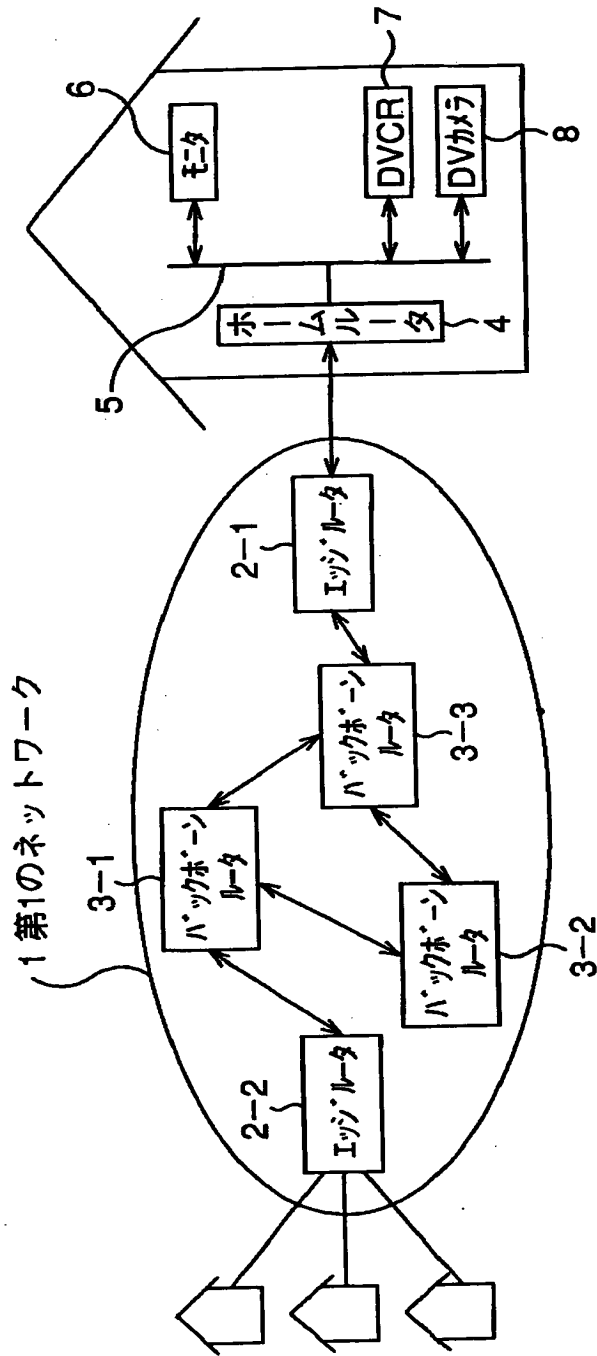 1 第1のネットワーク
2-2
エッジルータ
3-1
バックボーン
ルータ
3-2
バックボーン
ルータ
3-3
バックボーン
ルータ
2-1
エッジルータ
5
ホームルータ
4
6
モニタ
7
DVCR
DVカメラ
8